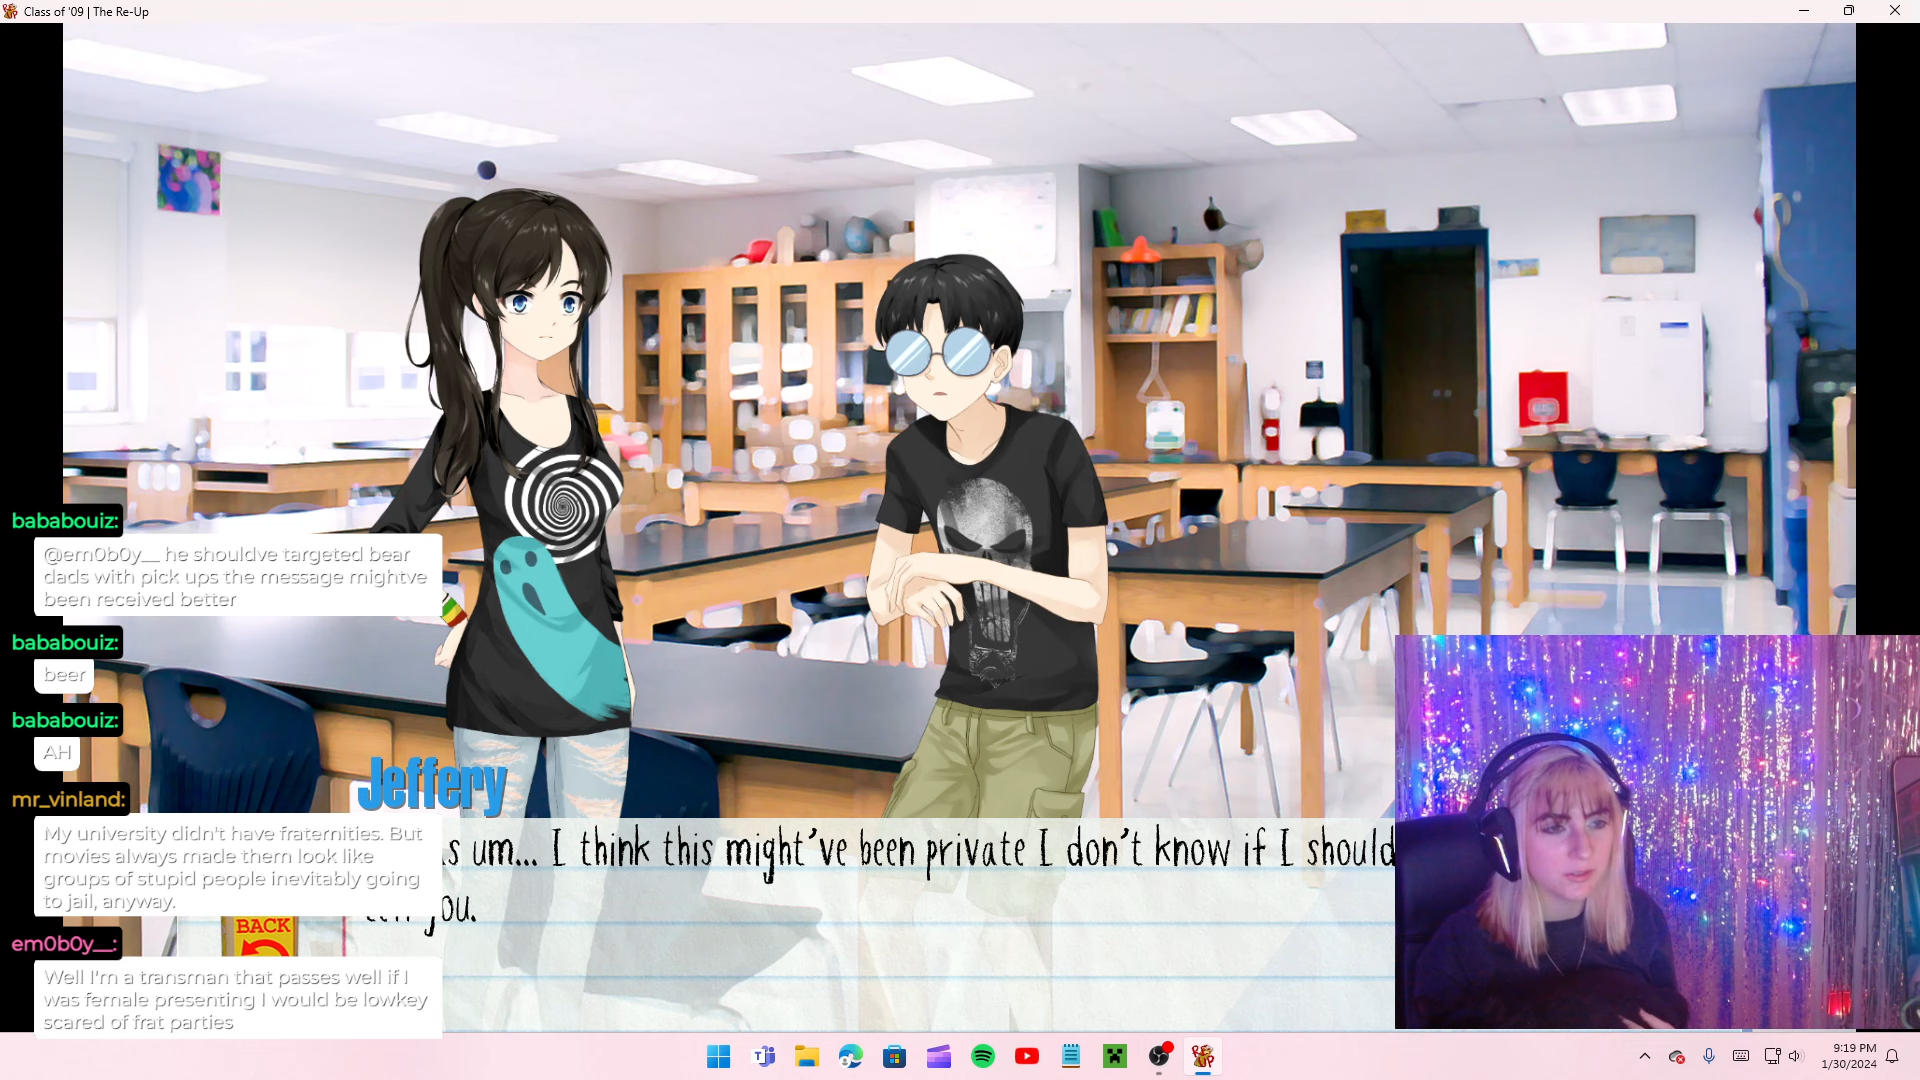 Class of '09 | The Re-Up
bababouiz:
@em0b0y__ he shouldve targeted bear
dads with pick ups the message mightve
been received better
bababouiz:
beer
bababouiz:
AH
mr_vinland:
My university didn't have fraternities. But
movies always made them look like
groups of stupid people inevitably going
to jail, anyway.
em0b0y__:
Well I'm a transman that passes well if I
was female presenting I would be lowkey
scared of frat parties
Jeffery
um... I think this might've been private I don't know if I should
you.
BACK
9:19 PM
1/30/2024